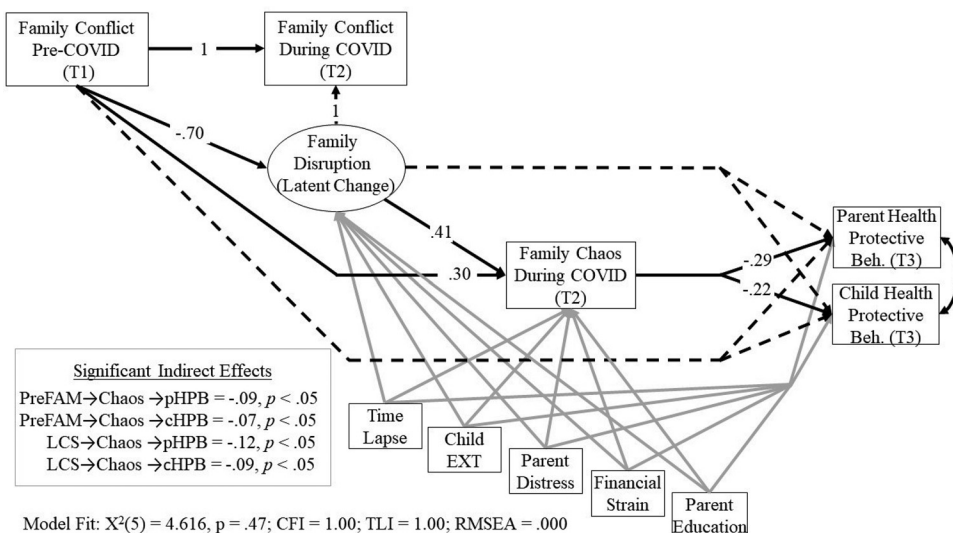 Family Conflict
Pre-COVID
(T1)
1
Family Conflict
During COVID
(T2)
1
-.70
Family
Disruption
(Latent Change)
.41
.30
Family Chaos
During COVID
(T2)
-.29
-.22
Parent Health
Protective
Beh. (T3)
Child Health
Protective
Beh. (T3)
Significant Indirect Effects
PreFAM→Chaos →pHPB = -.09, p < .05
PreFAM→Chaos →cHPB = -.07, p < .05
LCS→Chaos →pHPB = -.12, p < .05
LCS→Chaos →cHPB = -.09, p < .05
Time
Lapse
Child
EXT
Parent
Distress
Financial
Strain
Parent
Education
Model Fit: X²(5) = 4.616, p = .47; CFI = 1.00; TLI = 1.00; RMSEA = .000